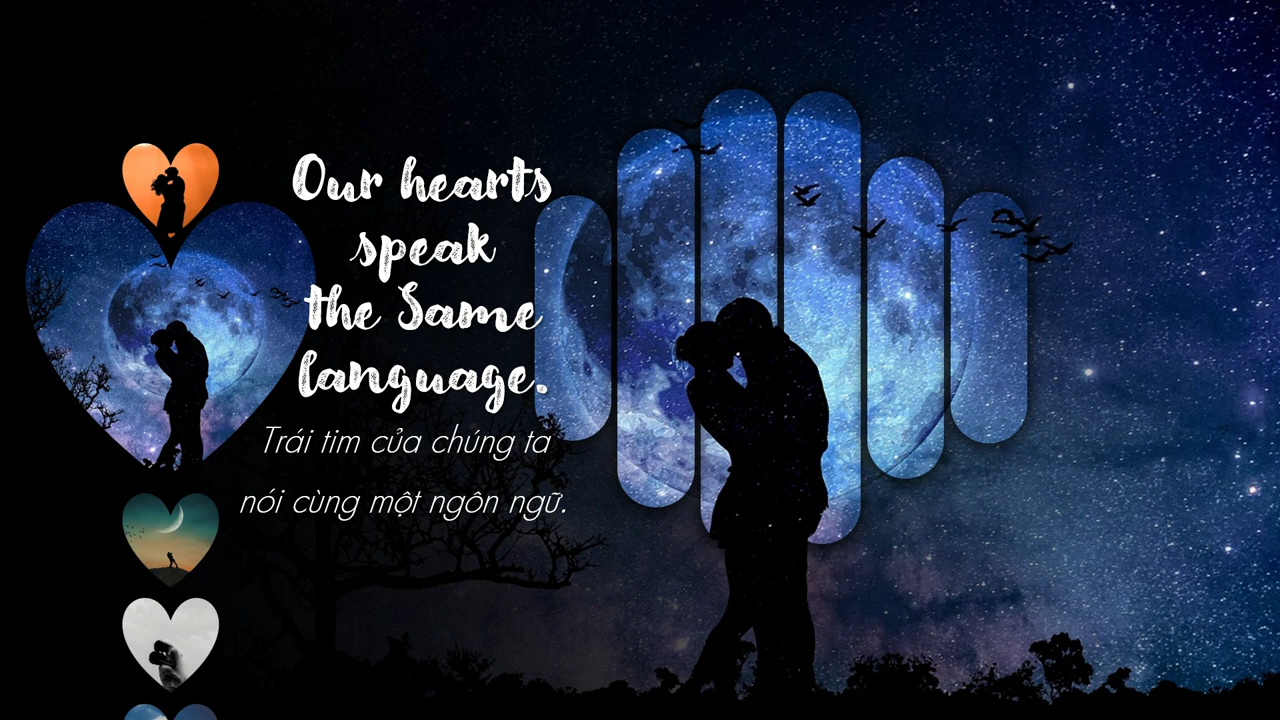 Our hearts
speak
the Same
language.
Trái tim của chúng ta
nói cùng một ngôn ngữ.